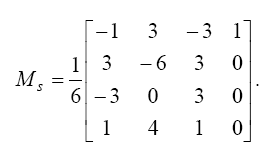 M_s = 1/6 [ -1 3 -3 1
3 -6 3 0
-3 0 3 0
1 4 1 0 ].